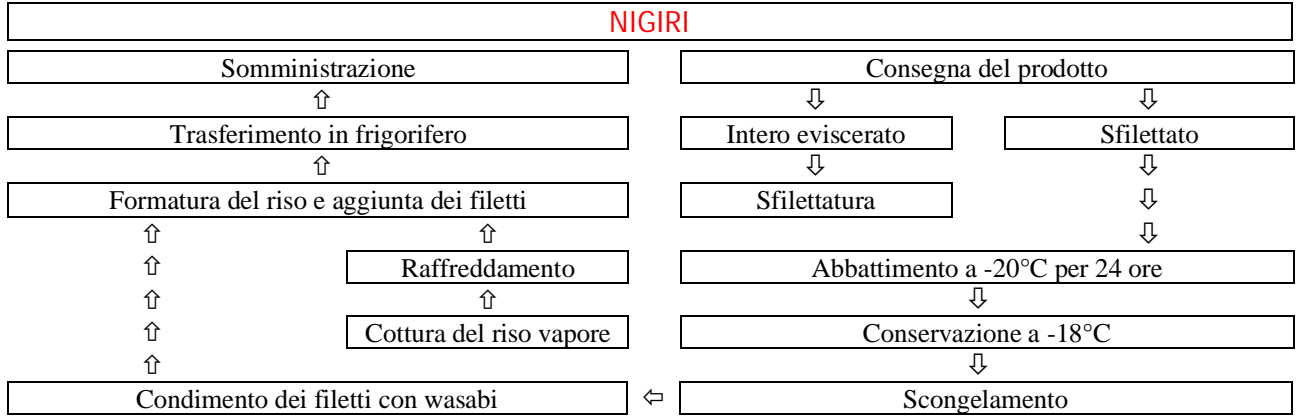 NIGIRI
Somministrazione
Consegna del prodotto
⇧
⇩
⇩
Trasferimento in frigorifero
Intero eviscerato
Sfilettato
⇧
⇩
⇩
Formatura del riso e aggiunta dei filetti
Sfilettatura
⇩
⇧
⇧
⇩
⇧
Raffreddamento
Abbattimento a -20°C per 24 ore
⇧
⇧
⇩
⇧
Cottura del riso vapore
Conservazione a -18°C
⇧
⇩
Condimento dei filetti con wasabi
⇦
Scongelamento